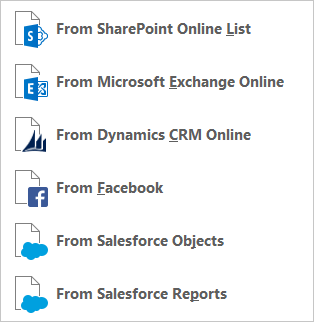 From SharePoint Online List
From Microsoft Exchange Online
From Dynamics CRM Online
From Facebook
From Salesforce Objects
From Salesforce Reports